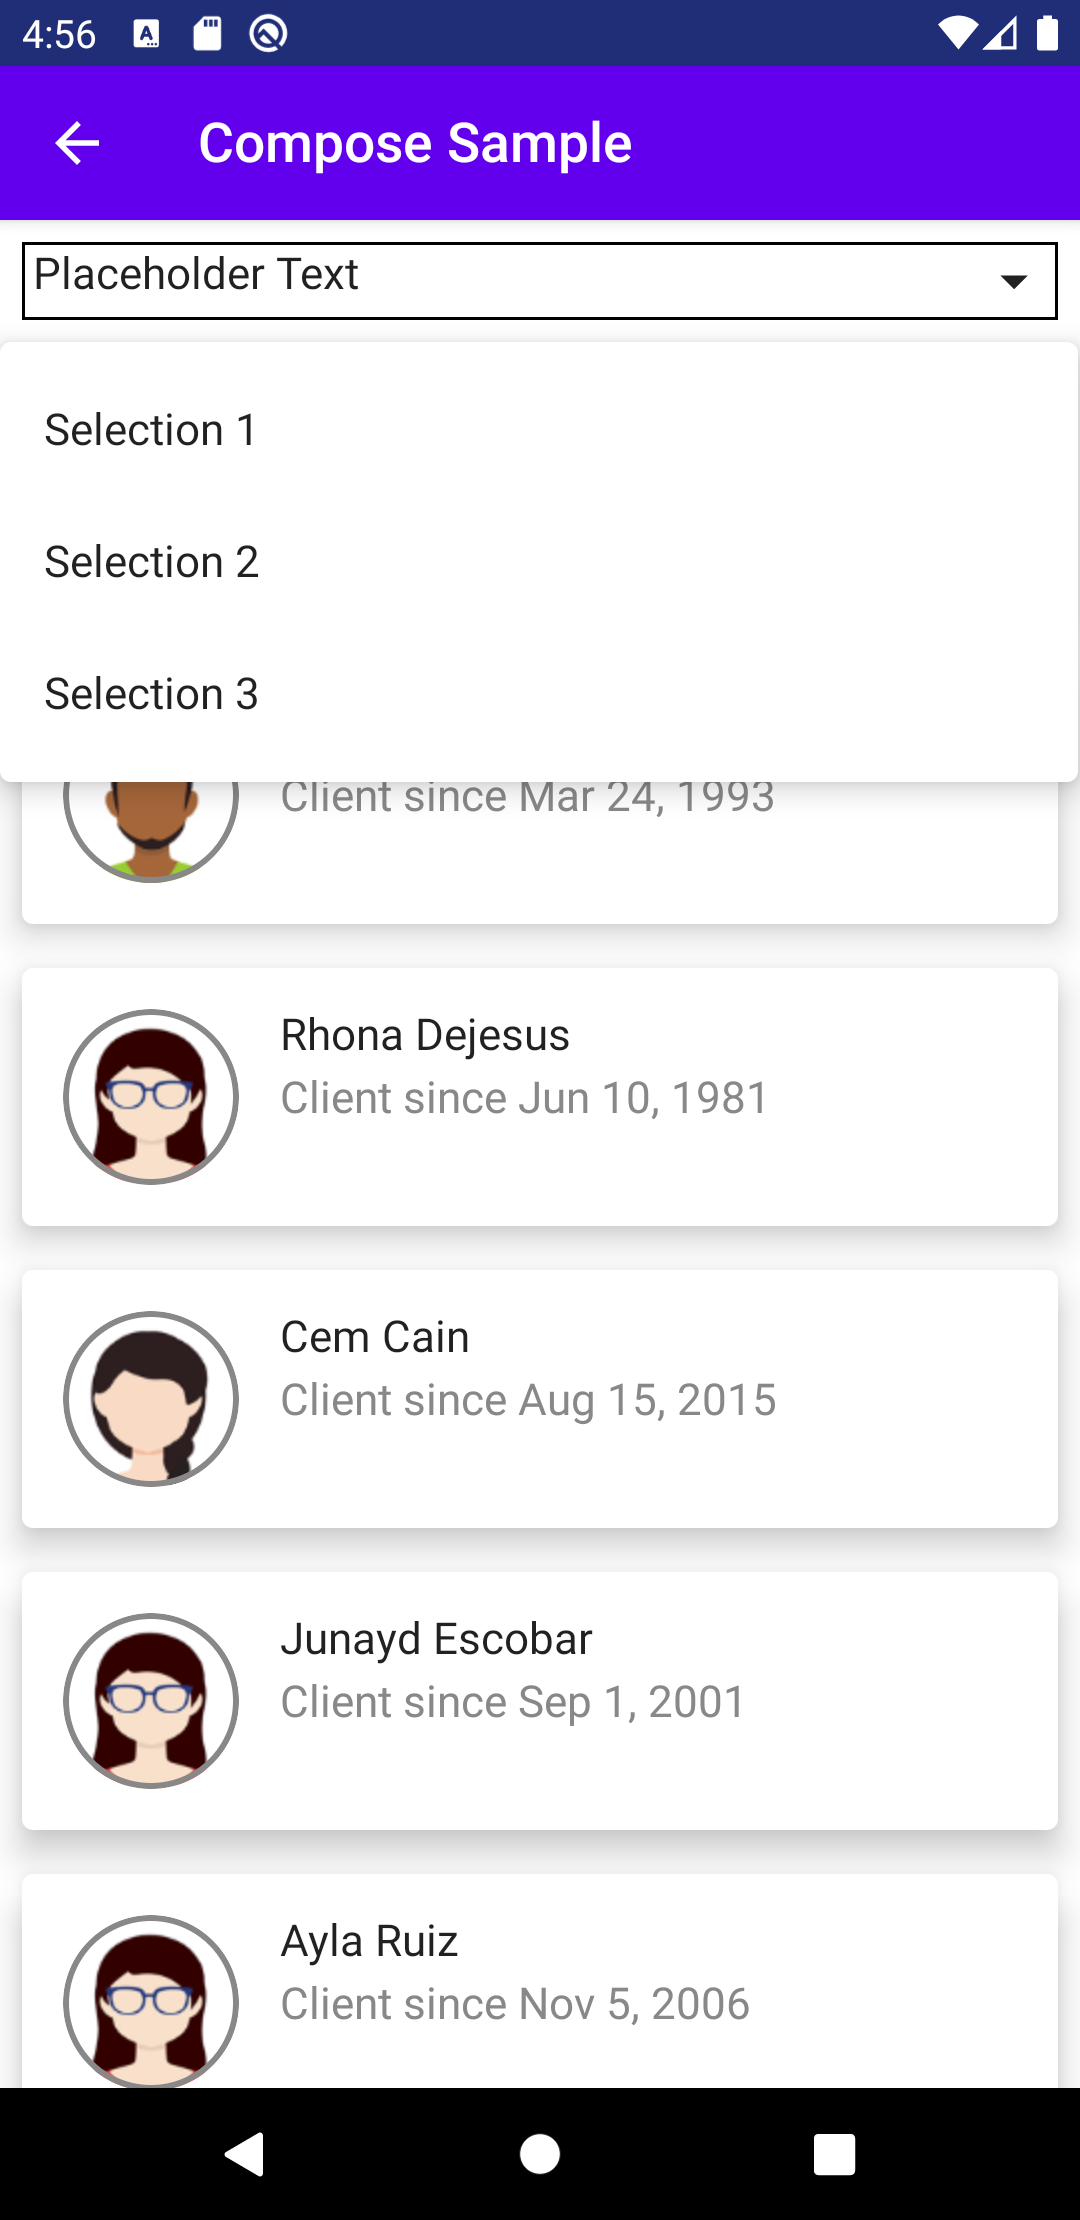 4:56
Compose Sample
Placeholder Text
Selection 1
Selection 2
Selection 3
Client since Mar 24, 1993
Rhona Dejesus
Client since Jun 10, 1981
Cem Cain
Client since Aug 15, 2015
Junayd Escobar
Client since Sep 1, 2001
Ayla Ruiz
Client since Nov 5, 2006